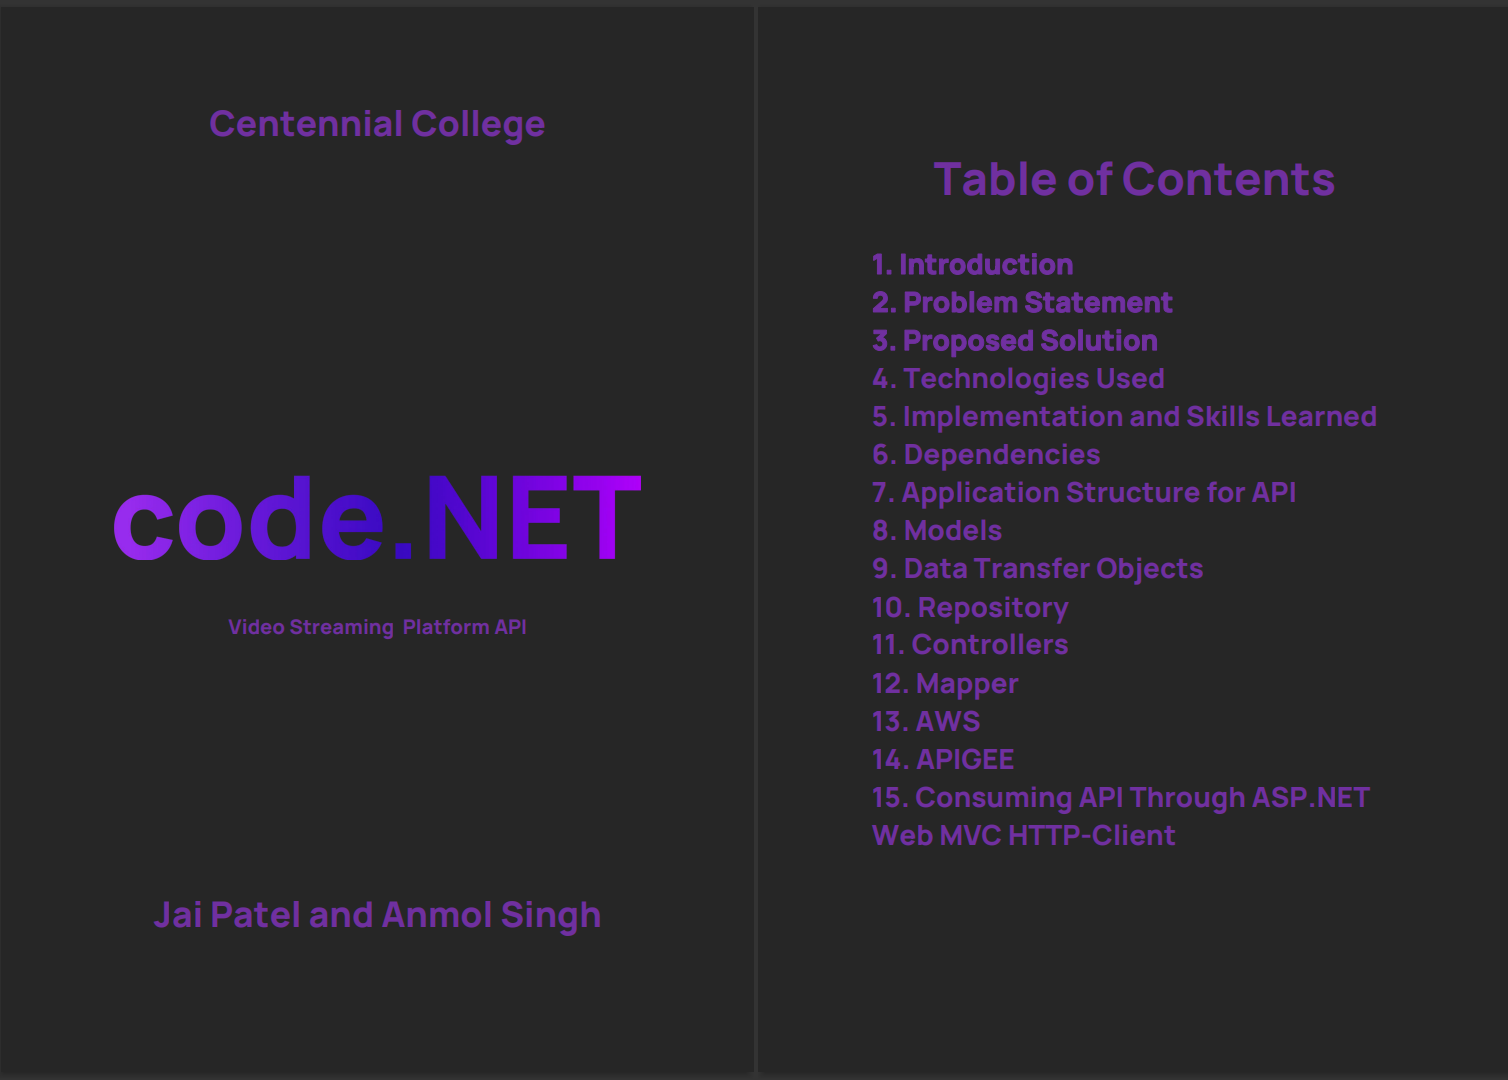 Centennial College
code.NET
Video Streaming  Platform API
Jai Patel and Anmol Singh
Table of Contents
1. Introduction
2. Problem Statement
3. Proposed Solution
4. Technologies Used
5. Implementation and Skills Learned
6. Dependencies
7. Application Structure for API
8. Models
9. Data Transfer Objects
10. Repository
11. Controllers
12. Mapper
13. AWS
14. APIGEE
15. Consuming API Through ASP.NET
Web MVC HTTP-Client